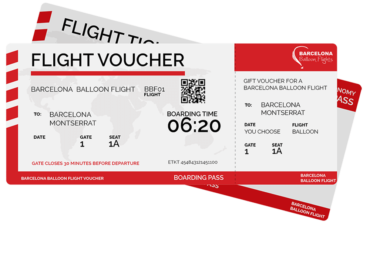 FLIGHT TIC
NOMY
ASS
FLIGHT VOUCHER
BARCELONA BALLOON FLIGHT
BBF01
FLIGHT
BOARDING TIME
06:20
TO: BARCELONA
MONTSERRAT
DATE GATE SEAT
1 1A
GATE CLOSES 30 MINUTES BEFORE DEPARTURE
BARCELONA BALLOON FLIGHT VOUCHER
BOARDING PASS
BARCELONA
Balloon Flights
GIFT VOUCHER FOR A
BARCELONA BALLOON FLIGHT
TO: BARCELONA
MONTSERRAT
DATE FLIGHT
YOU CHOOSE BALLOON
GATE SEAT
1 1A
BARCELONA
BALLOON FLIGHT
BARCELONA
BALLOON FLIGHT